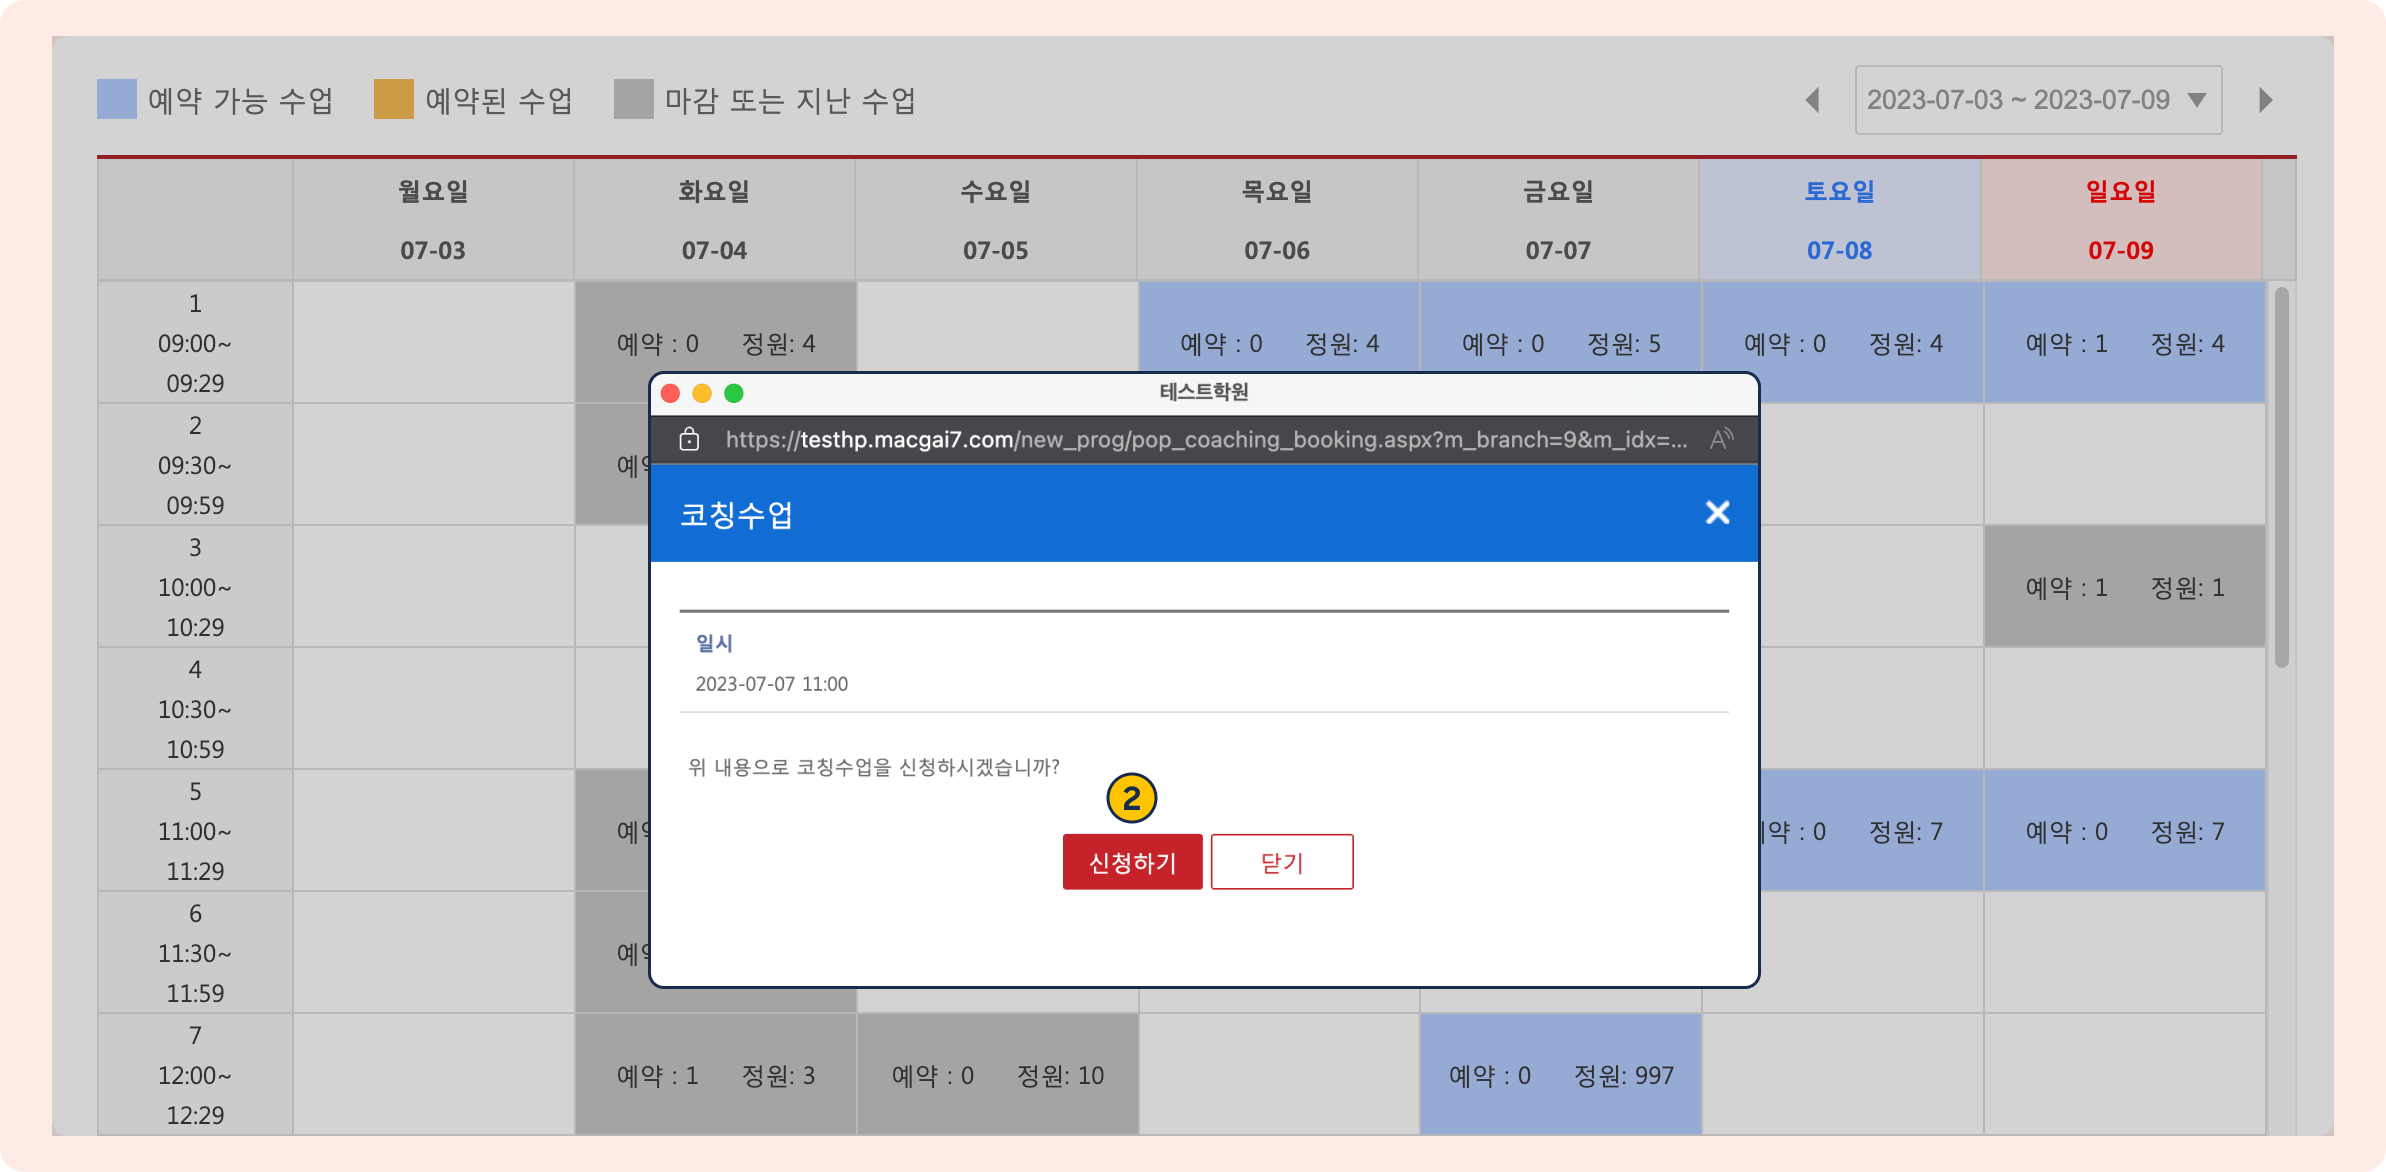 예약 가능 수업 예약된 수업 마감 또는 지난 수업 2023-07-03 ~ 2023-07-09
월요일 화요일 수요일 목요일 금요일 토요일 일요일
07-03 07-04 07-05 07-06 07-07 07-08 07-09
1
09:00~
09:29
예약 : 0 정원: 4 예약 : 0 정원: 4 예약 : 0 정원: 5 예약 : 0 정원: 4 예약 : 1 정원: 4
2
09:30~
09:59
3
10:00~
10:29
예약 : 1 정원: 1
4
10:30~
10:59
5
11:00~
11:29
약 : 0 정원: 7 예약 : 0 정원: 7
6
11:30~
11:59
7
12:00~
12:29
예약 : 1 정원: 3 예약 : 0 정원: 10 예약 : 0 정원: 997
테스트학원
https://testhp.macgai7.com/new_prog/pop_coaching_booking.aspx?m_branch=9&m_idx=...
코칭수업
일시
2023-07-07 11:00
위 내용으로 코칭수업을 신청하시겠습니까?
2
신청하기 닫기